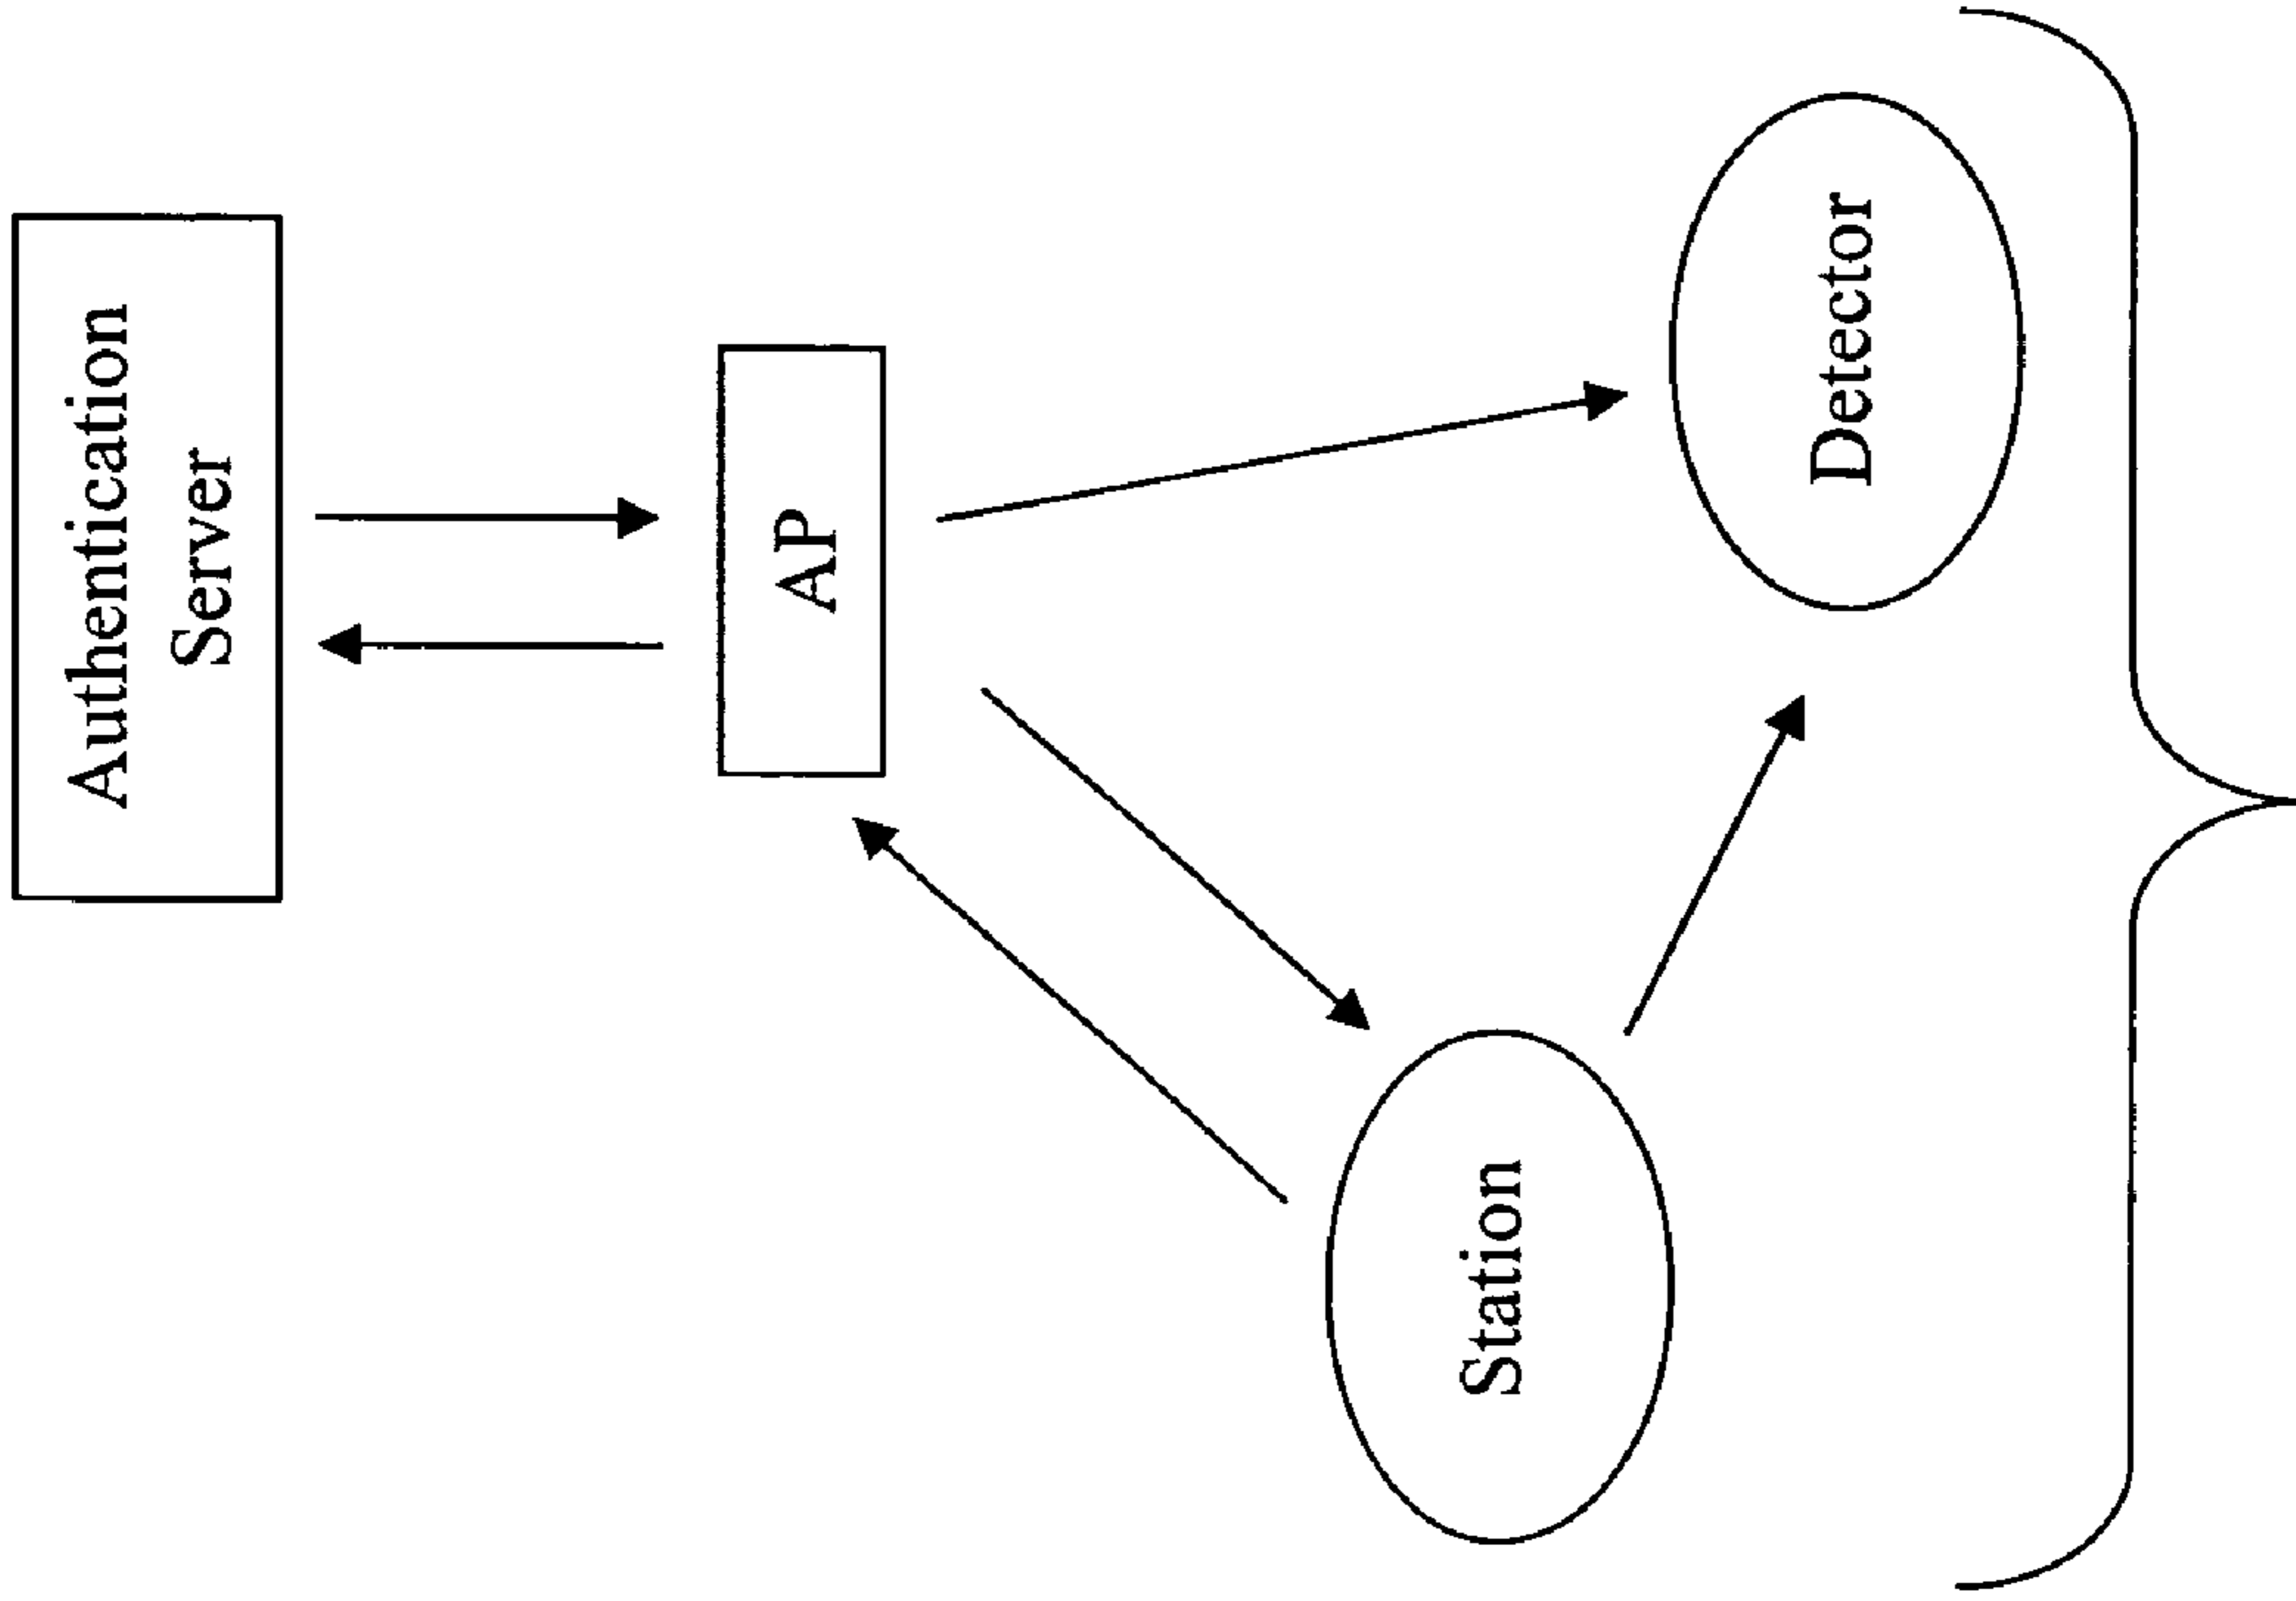 Authentication
Server
AP
Station
Detector